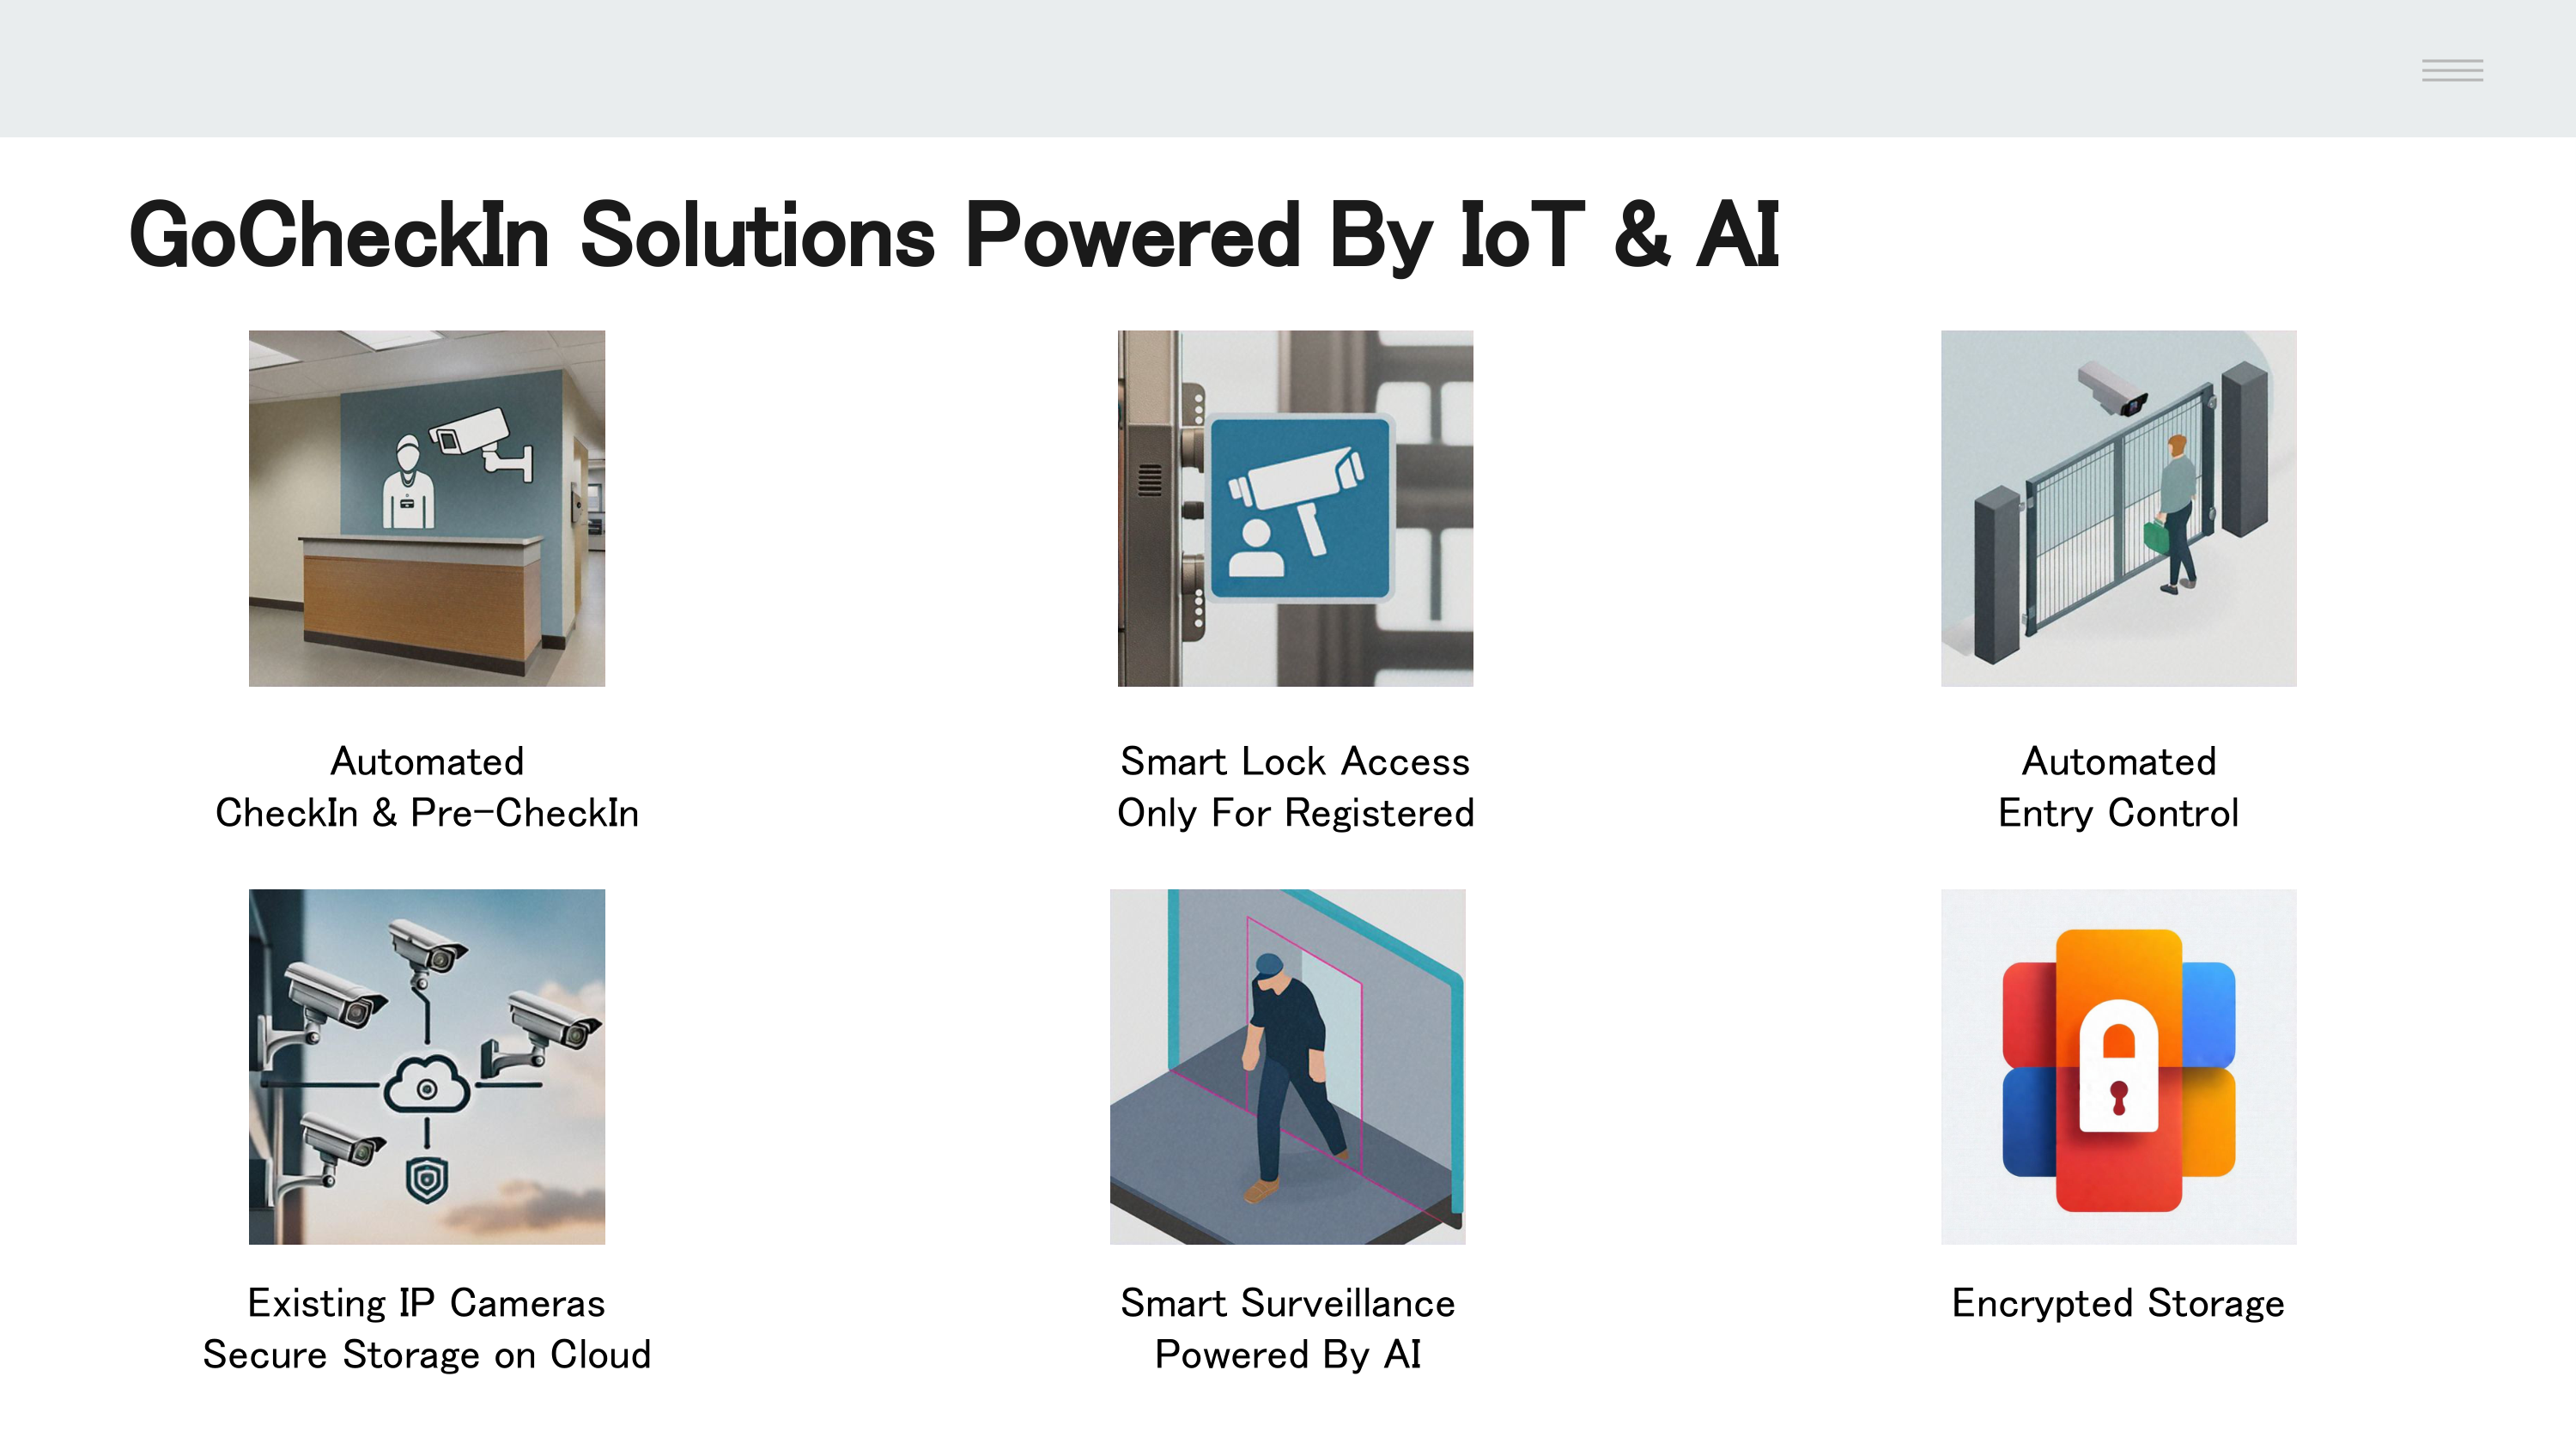 GoCheckIn Solutions Powered By IoT & AI
Automated
CheckIn & Pre-CheckIn
Smart Lock Access
Only For Registered
Automated
Entry Control
Existing IP Cameras
Secure Storage on Cloud
Smart Surveillance
Powered By AI
Encrypted Storage